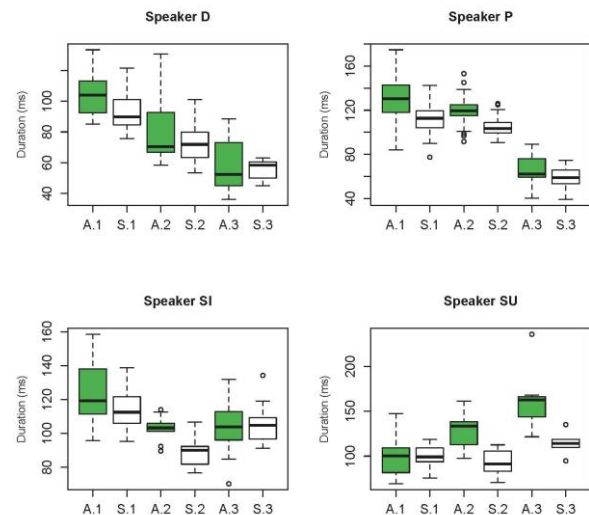 Speaker D
Duration (ms)
100
80
60
40
A.1 S.1 A.2 S.2 A.3 S.3
Speaker P
Duration (ms)
160
120
80
40
A.1 S.1 A.2 S.2 A.3 S.3
Speaker SI
Duration (ms)
160
140
120
100
80
A.1 S.1 A.2 S.2 A.3 S.3
Speaker SU
Duration (ms)
200
150
100
A.1 S.1 A.2 S.2 A.3 S.3